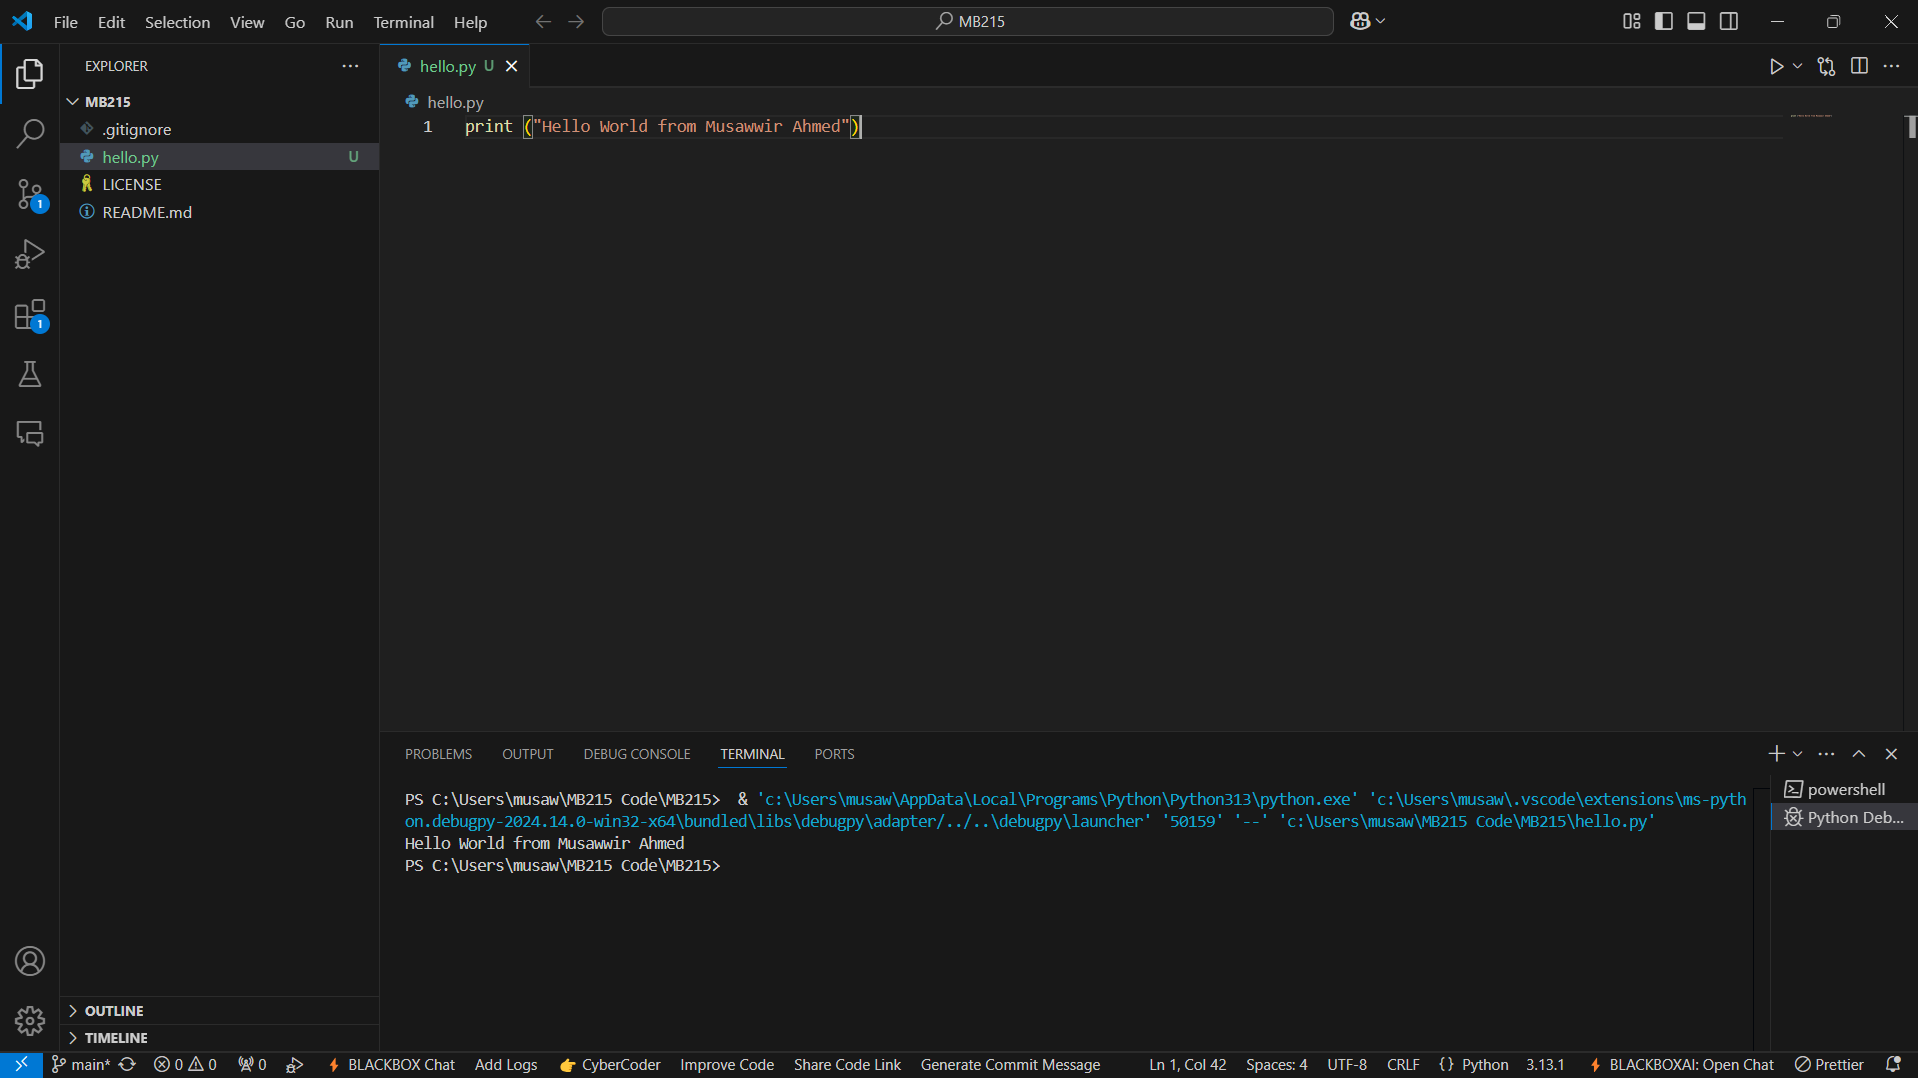 File Edit Selection View Go Run Terminal Help
MB215
EXPLORER
MB215
.gitignore
hello.py U
LICENSE
README.md
OUTLINE
TIMELINE
hello.py U
hello.py
1 print ("Hello World from Musawwir Ahmed")
PROBLEMS OUTPUT DEBUG CONSOLE TERMINAL PORTS
PS C:\Users\musaw\MB215 Code\MB215>  & 'c:\Users\musaw\AppData\Local\Programs\Python\Python313\python.exe' 'c:\Users\musaw\.vscode\extensions\ms-pyth
on.debugpy-2024.14.0-win32-x64\bundled\libs\debugpy\adapter/../..\debugpy\launcher' '50159' '--' 'c:\Users\musaw\MB215 Code\MB215\hello.py'
Hello World from Musawwir Ahmed
PS C:\Users\musaw\MB215 Code\MB215>
powershell
Python Deb...
1
1
main* 0 0 0 BLACKBOX Chat Add Logs CyberCoder Improve Code Share Code Link Generate Commit Message Ln 1, Col 42 Spaces: 4 UTF-8 CRLF {} Python 3.13.1 BLACKBOXAI: Open Chat Prettier